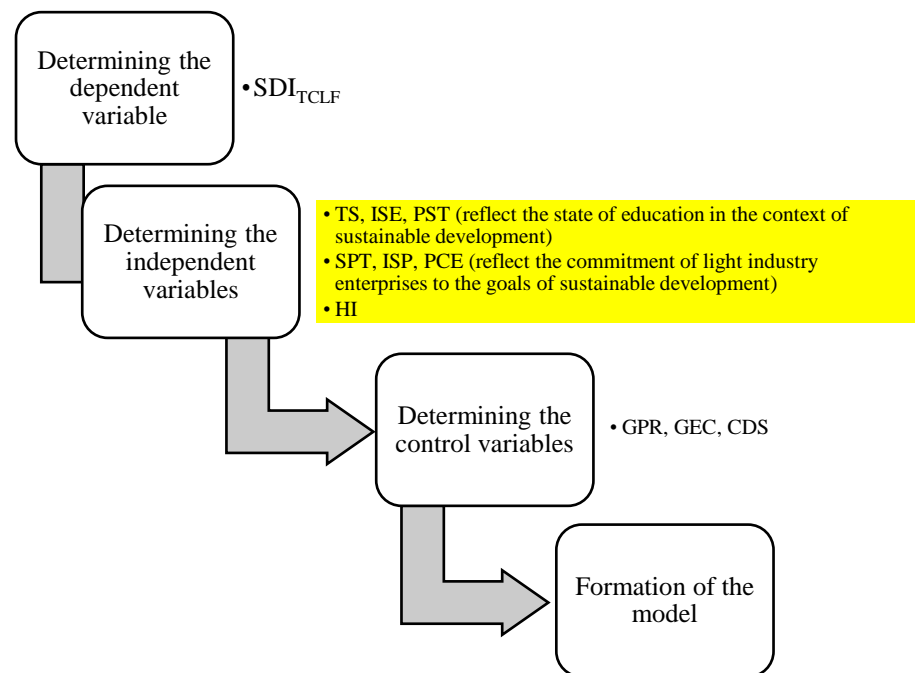 Determining the
dependent
variable
• SDI_TCLF
Determining the
independent
variables
• TS, ISE, PST (reflect the state of education in the context of
sustainable development)
• SPT, ISP, PCE (reflect the commitment of light industry
enterprises to the goals of sustainable development)
• HI
Determining the
control variables
• GPR, GEC, CDS
Formation of the
model